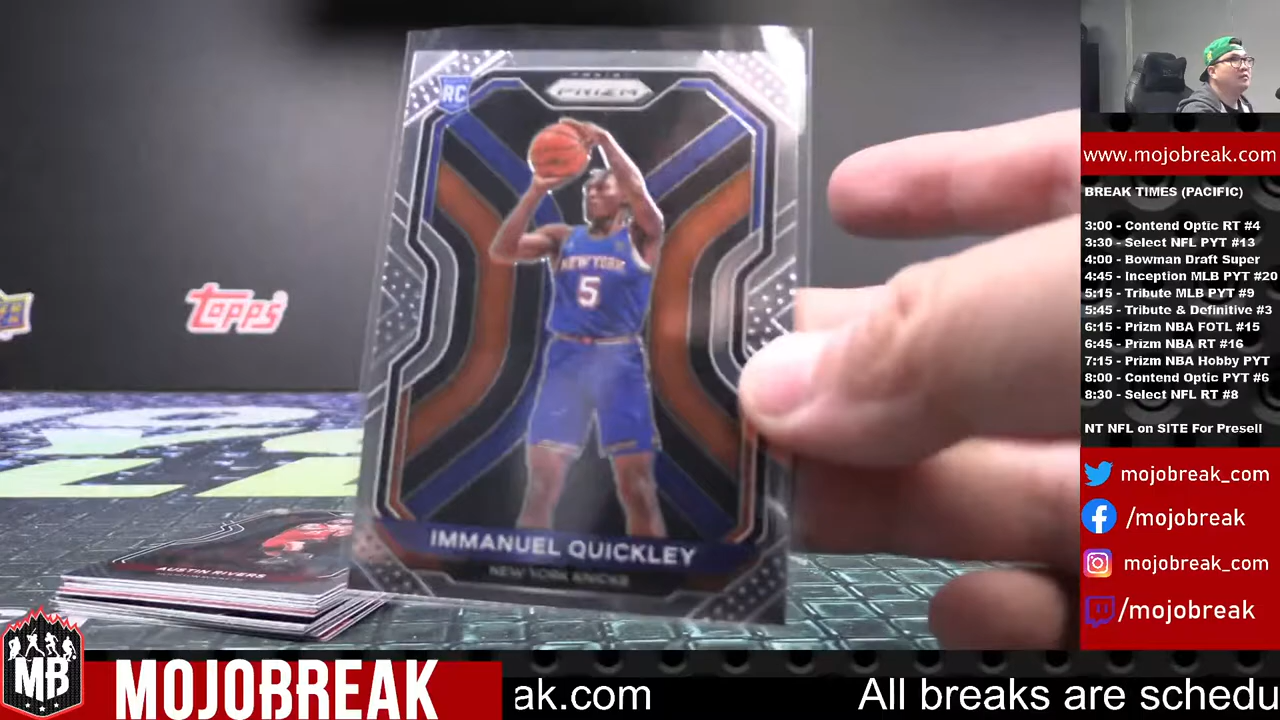 RC
PANINI
PRIZM
NEW YORK
5
IMMANUEL QUICKLEY
NEW YORK KNICKS
TOPPS
AUSTIN RIVERS
www.mojobreak.com
BREAK TIMES (PACIFIC)
3:00 - Contend Optic RT #4
3:30 - Select NFL PYT #13
4:00 - Bowman Draft Super
4:45 - Inception MLB PYT #20
5:15 - Tribute MLB PYT #9
5:45 - Tribute & Definitive #3
6:15 - Prizm NBA FOTL #15
6:45 - Prizm NBA RT #16
7:15 - Prizm NBA Hobby PYT
8:00 - Contend Optic PYT #6
8:30 - Select NFL RT #8
NT NFL on SITE For Presell
mojobreak_com
/mojobreak
mojobreak_com
/mojobreak
MB
MOJOBREAK
ak.com
All breaks are schedu